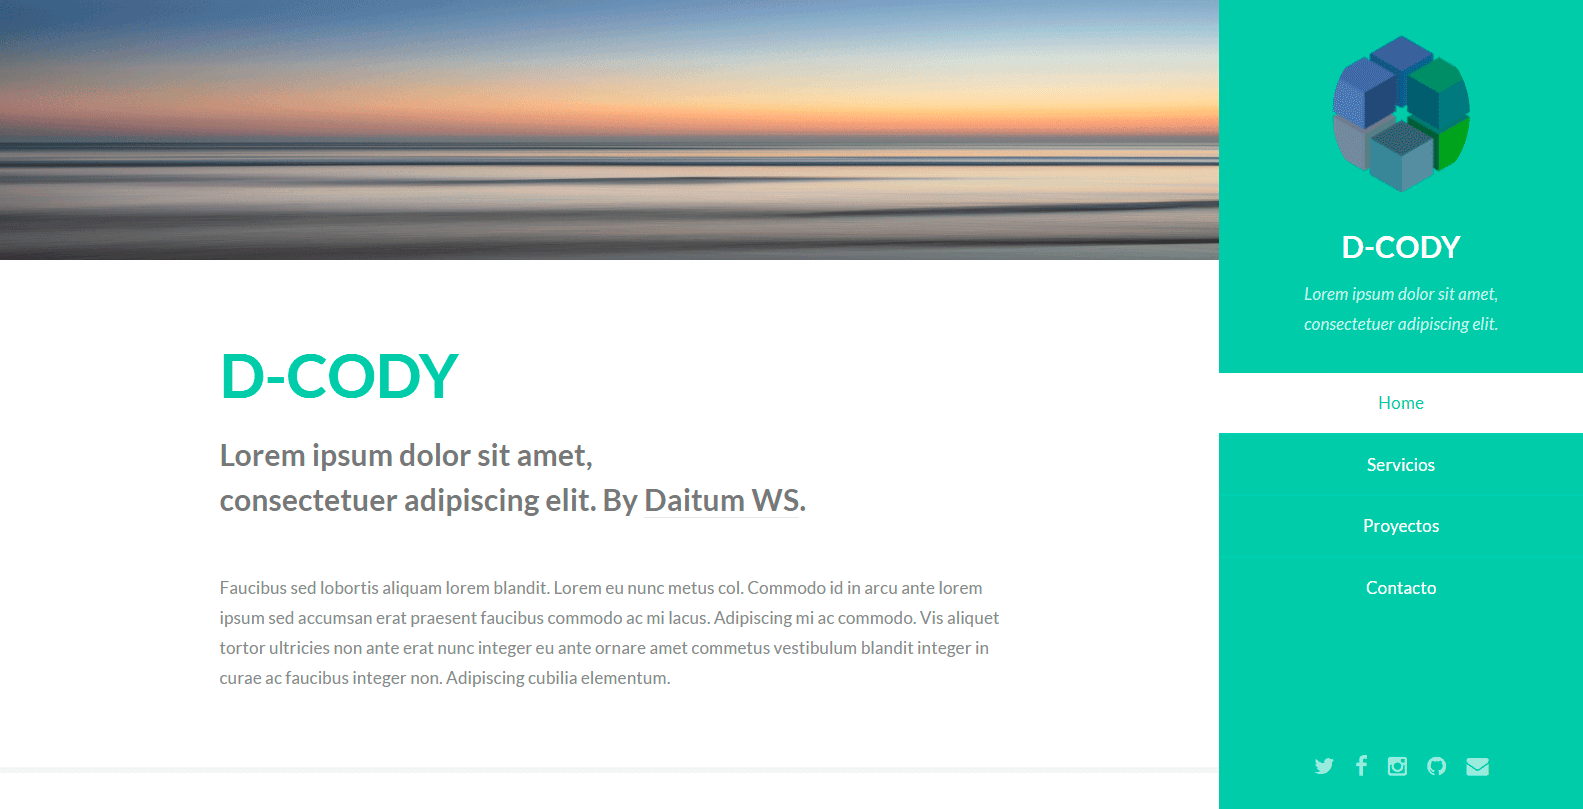 D-CODY
Lorem ipsum dolor sit amet,
consectetuer adipiscing elit. By Daitum WS.
Faucibus sed lobortis aliquam lorem blandit. Lorem eu nunc metus col. Commodo id in arcu ante lorem
ipsum sed accumsan erat praesent faucibus commodo ac mi lacus. Adipiscing mi ac commodo. Vis aliquet
tortor ultricies non ante erat nunc integer eu ante ornare amet commetus vestibulum blandit integer in
curae ac faucibus integer non. Adipiscing cubilia elementum.
D-CODY
Lorem ipsum dolor sit amet,
consectetuer adipiscing elit.
Home
Servicios
Proyectos
Contacto